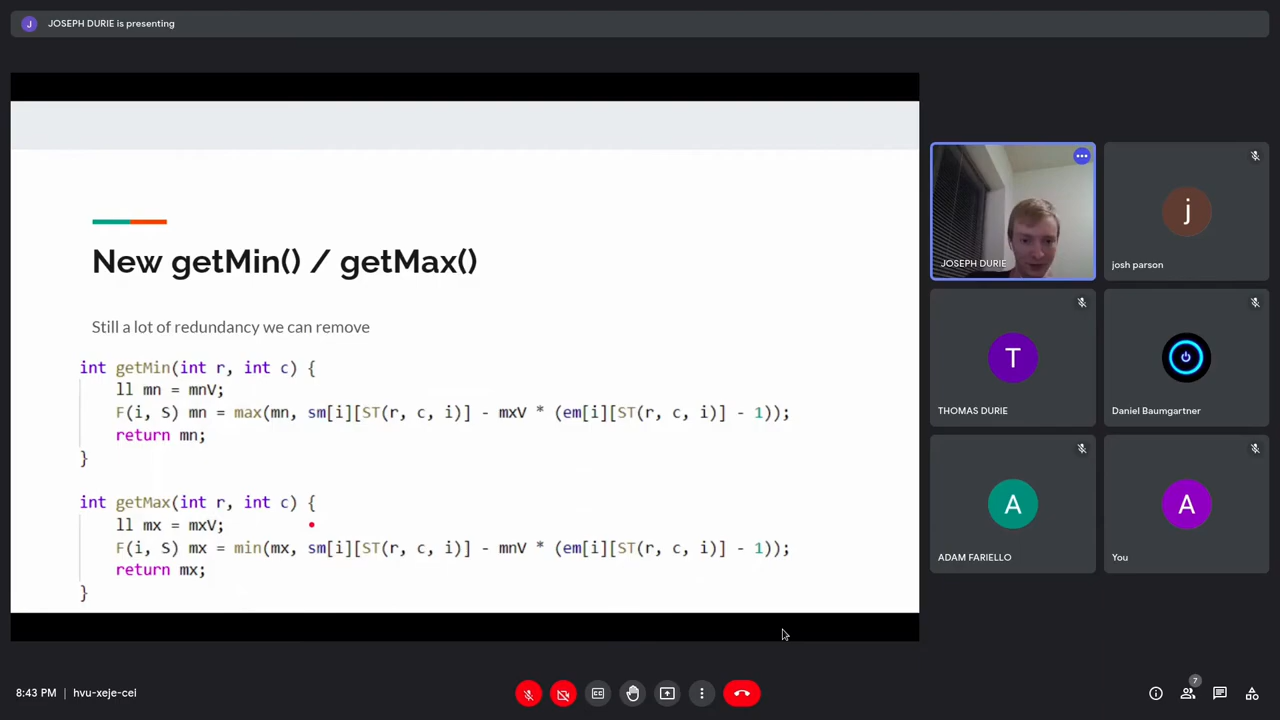 J JOSEPH DURIE is presenting
New getMin() / getMax()
Still a lot of redundancy we can remove
int getMin(int r, int c) {
ll mn = mnV;
F(i, S) mn = max(mn, sm[i][ST(r, c, i)] - mxV * (em[i][ST(r, c, i)] - 1));
return mn;
}
int getMax(int r, int c) {
ll mx = mxV;
F(i, S) mx = min(mx, sm[i][ST(r, c, i)] - mnV * (em[i][ST(r, c, i)] - 1));
return mx;
}
JOSEPH DURIE
j
josh parson
T
THOMAS DURIE
Daniel Baumgartner
A
ADAM FARIELLO
A
You
8:43 PM | hvu-xeje-cei
CC
7